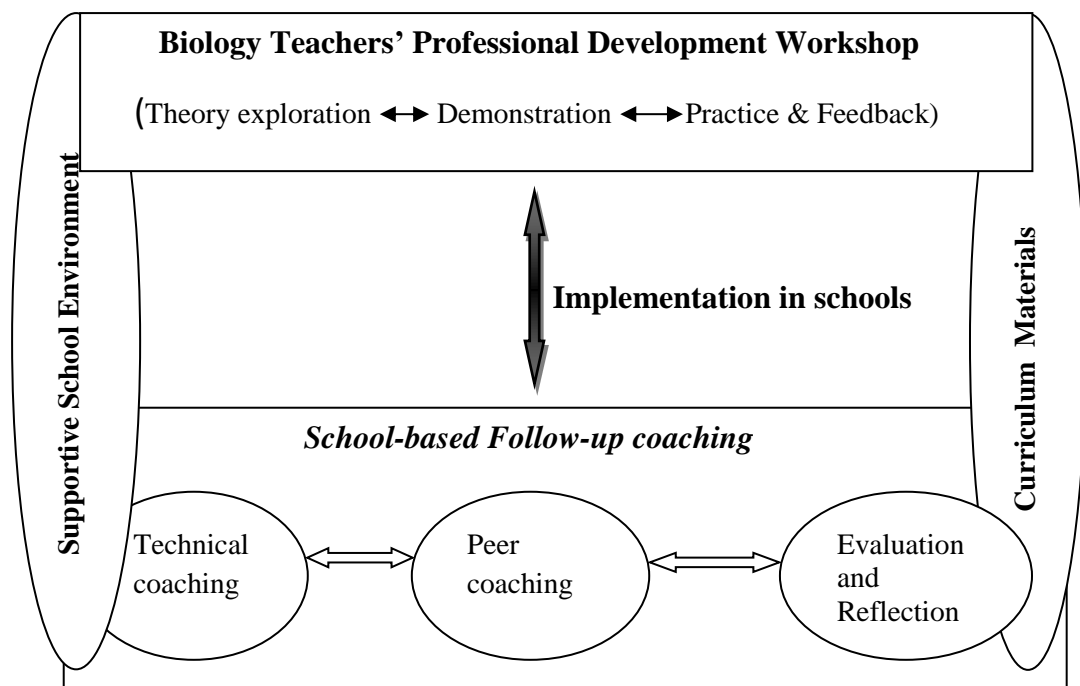 Biology Teachers’ Professional Development Workshop
(Theory exploration Demonstration Practice & Feedback)
Supportive School Environment
Implementation in schools
Curriculum Materials
School-based Follow-up coaching
Technical
coaching
Peer
coaching
Evaluation
and
Reflection